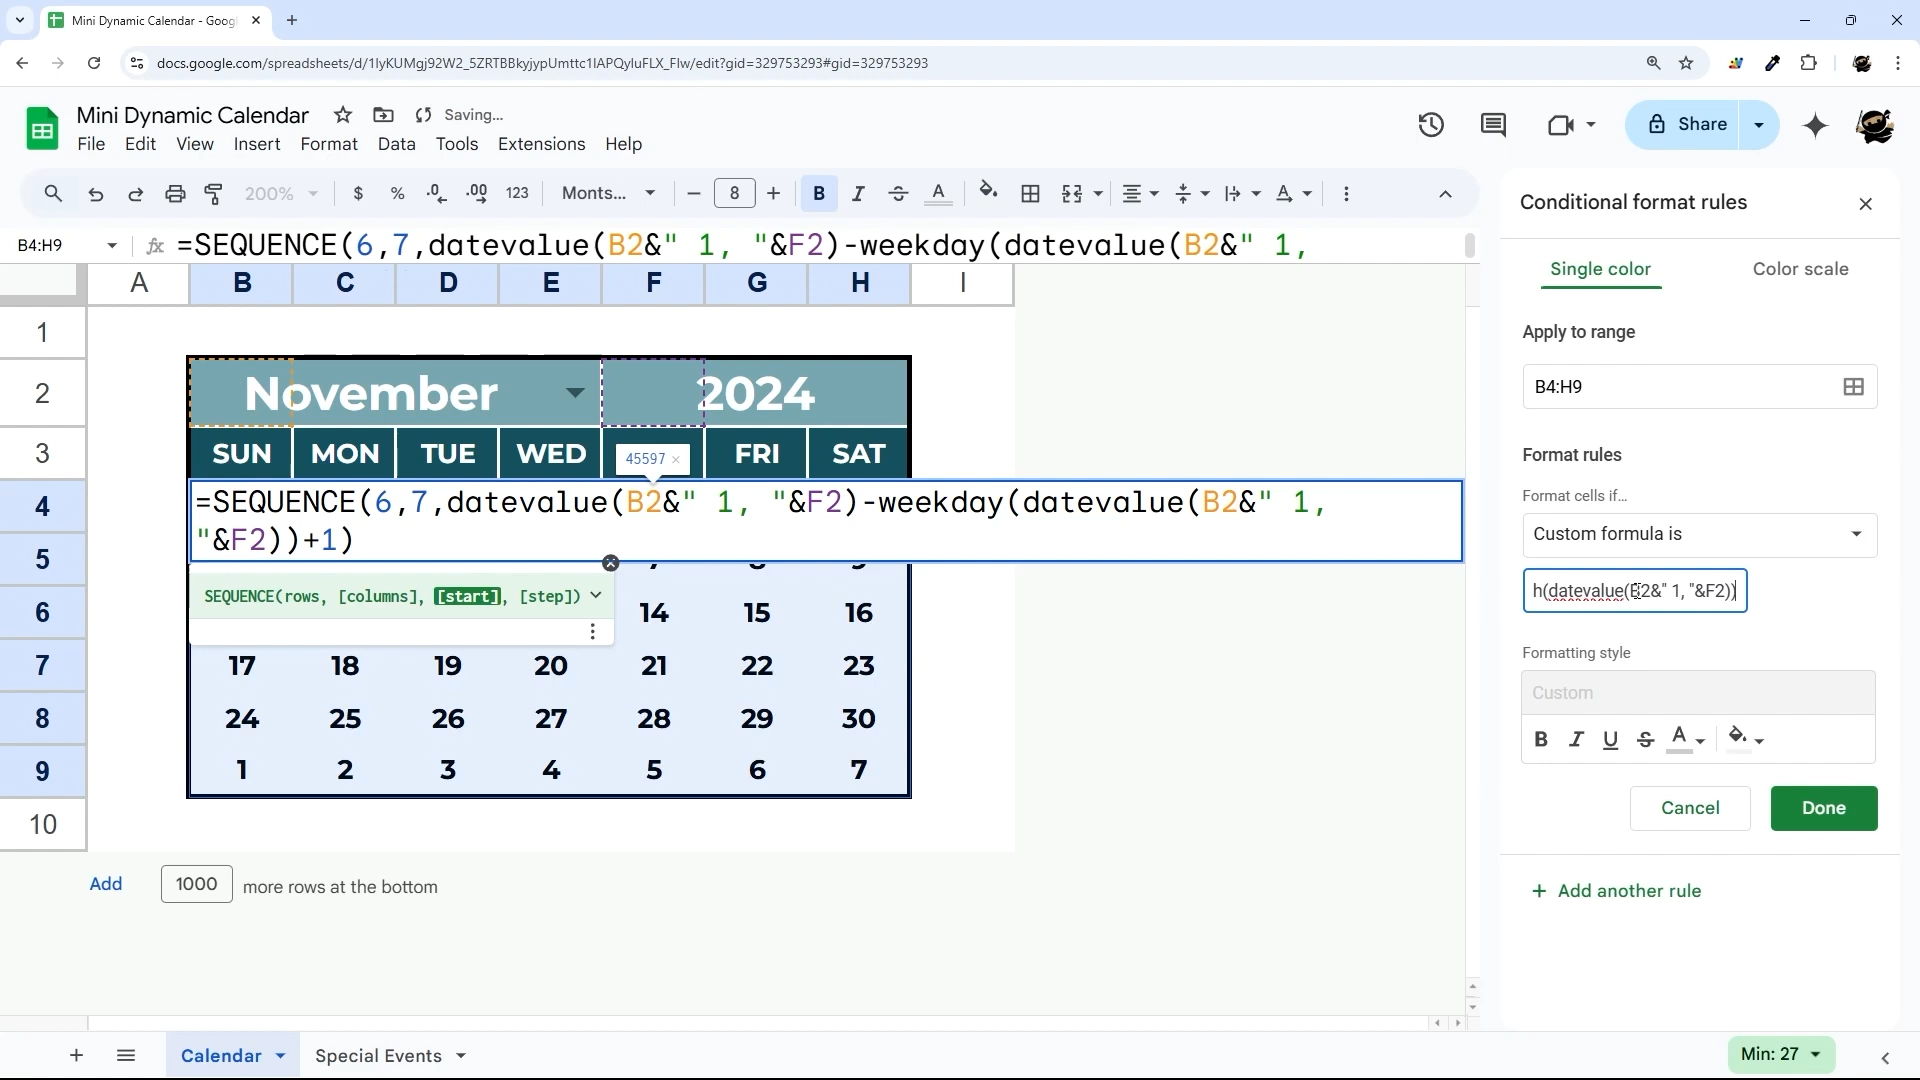 Mini Dynamic Calendar - Goog
docs.google.com/spreadsheets/d/1IyKUMgj92W2_5ZRTBBkyjypUmttc1IAPQyIuFLX_FIw/edit?gid=329753293#gid=329753293
Mini Dynamic Calendar
Saving...
File Edit View Insert Format Data Tools Extensions Help
Share
200% $ % .0 .00 123 Monts... 8 B I S A
B4:H9 fx =SEQUENCE(6,7,datevalue(B2&" 1, "&F2)-weekday(datevalue(B2&" 1,
A B C D E F G H I
1
2 November 2024
3 SUN MON TUE WED 45597 × FRI SAT
4 =SEQUENCE(6,7,datevalue(B2&" 1, "&F2)-weekday(datevalue(B2&" 1,
5 "&F2))+1)
6 SEQUENCE(rows, [columns], [start], [step]) 14 15 16
7 17 18 19 20 21 22 23
8 24 25 26 27 28 29 30
9 1 2 3 4 5 6 7
10
Add 1000 more rows at the bottom
Calendar Special Events
Min: 27
Conditional format rules
Single color Color scale
Apply to range
B4:H9
Format rules
Format cells if...
Custom formula is
h(datevalue(B2&" 1, "&F2))
Formatting style
Custom
B I U S A
Cancel Done
+ Add another rule